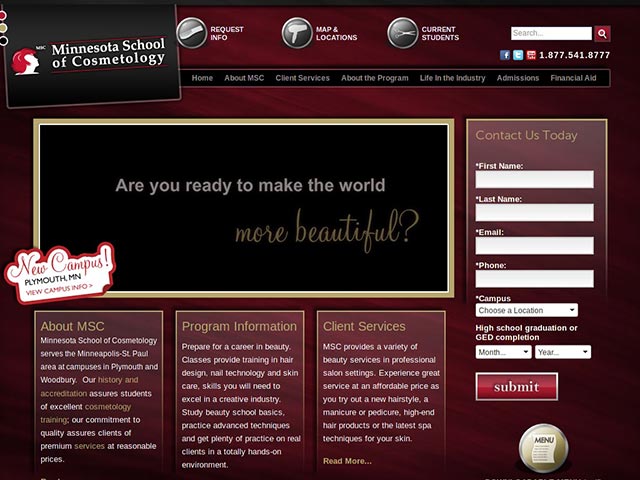 MSC Minnesota School
of Cosmetology
REQUEST
INFO
MAP &
LOCATIONS
CURRENT
STUDENTS
Search...
1.877.541.8777
Home About MSC Client Services About the Program Life In the Industry Admissions Financial Aid
Are you ready to make the world
more beautiful?
New Campus!
PLYMOUTH, MN
VIEW CAMPUS INFO >
Contact Us Today
*First Name:
*Last Name:
*Email:
*Phone:
*Campus
Choose a Location
High school graduation or
GED completion
Month... Year...
submit
About MSC
Minnesota School of Cosmetology
serves the Minneapolis-St. Paul
area at campuses in Plymouth and
Woodbury. Our history and
accreditation assures students
of excellent cosmetology
training; our commitment to
quality assures clients of
premium services at reasonable
prices.
Program Information
Prepare for a career in beauty.
Classes provide training in hair
design, nail technology and skin
care, skills you will need to
excel in a creative industry.
Study beauty school basics,
practice advanced techniques
and get plenty of practice on real
clients in a totally hands-on
environment.
Client Services
MSC provides a variety of
beauty services in professional
salon settings. Experience great
service at an affordable price as
you try out a new hairstyle, a
manicure or pedicure, high-end
hair products or the latest spa
techniques for your skin.
Read More...
MENU